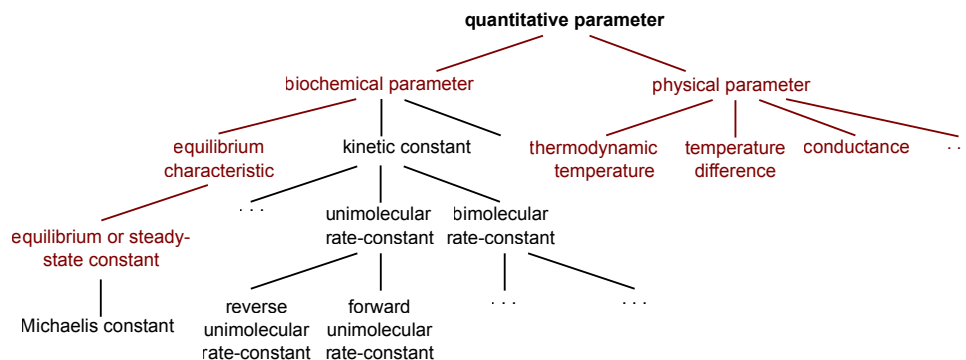 quantitative parameter
biochemical parameter
physical parameter
equilibrium
characteristic
kinetic constant
thermodynamic
temperature
temperature
difference
conductance
. .
. . .
unimolecular
rate-constant
bimolecular
rate-constant
equilibrium or steady-
state constant
. . .
. . .
Michaelis constant
reverse
unimolecular
rate-constant
forward
unimolecular
rate-constant